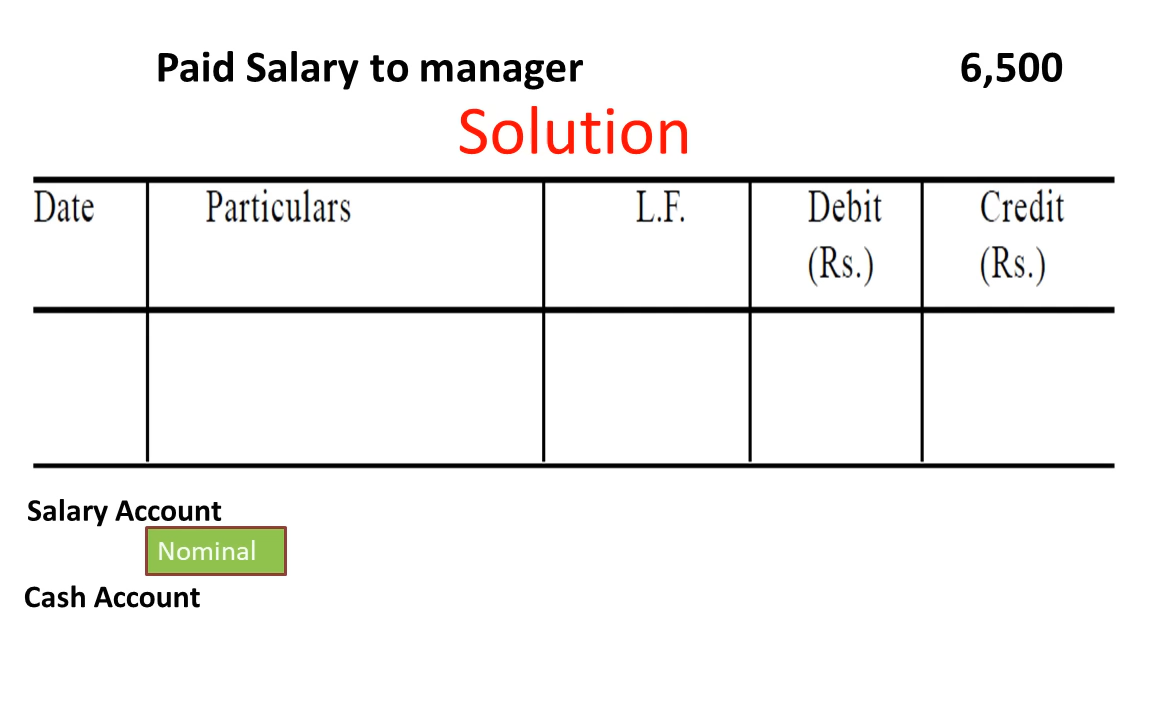 Paid Salary to manager 6,500
Solution
Date Particulars L.F. Debit Credit
(Rs.) (Rs.)
Salary Account
Nominal
Cash Account